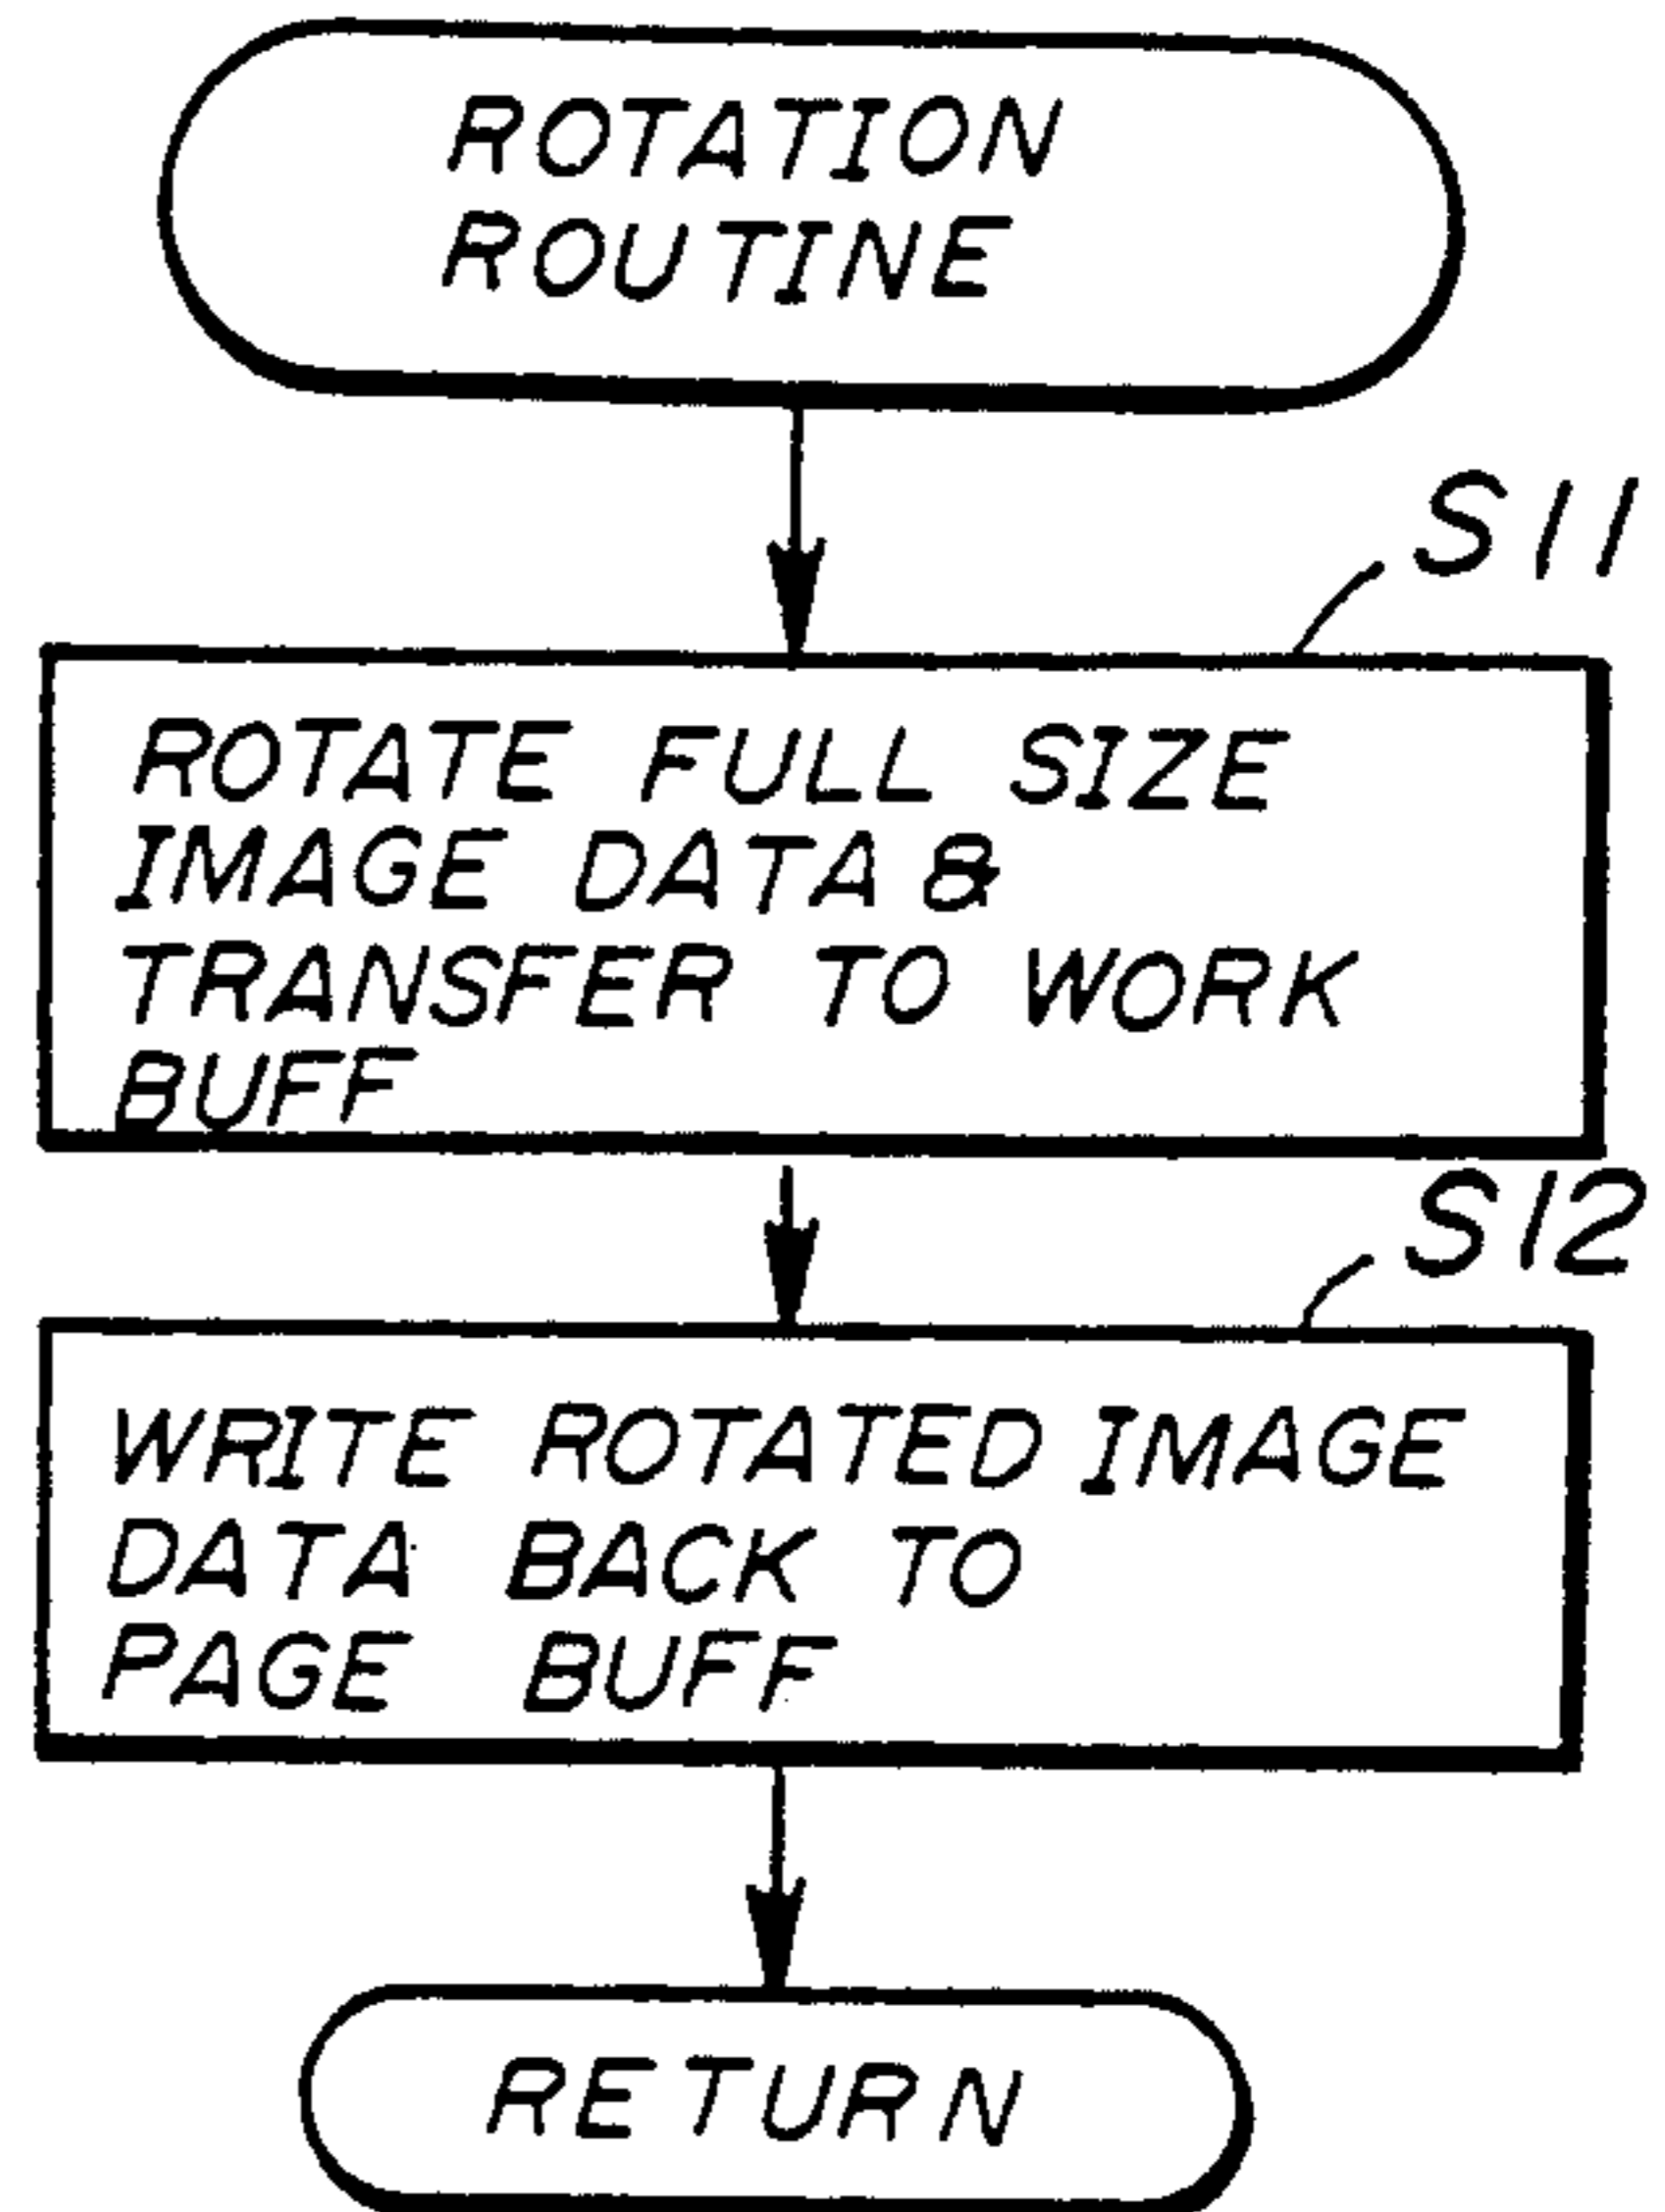 ROTATION
ROUTINE
S11
ROTATE FULL SIZE
IMAGE DATA &
TRANSFER TO WORK
BUFF
S12
WRITE ROTATED IMAGE
DATA BACK TO
PAGE BUFF
RETURN